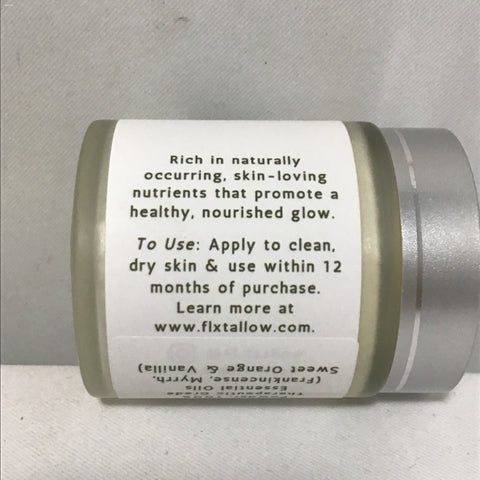 Rich in naturally
occurring, skin-loving
nutrients that promote a
healthy, nourished glow.
To Use: Apply to clean,
dry skin & use within 12
months of purchase.
Learn more at
www.flxtallow.com.
Therapeutic Grade
Essential Oils
(Frankincense, Myrrh,
Sweet Orange & Vanilla)